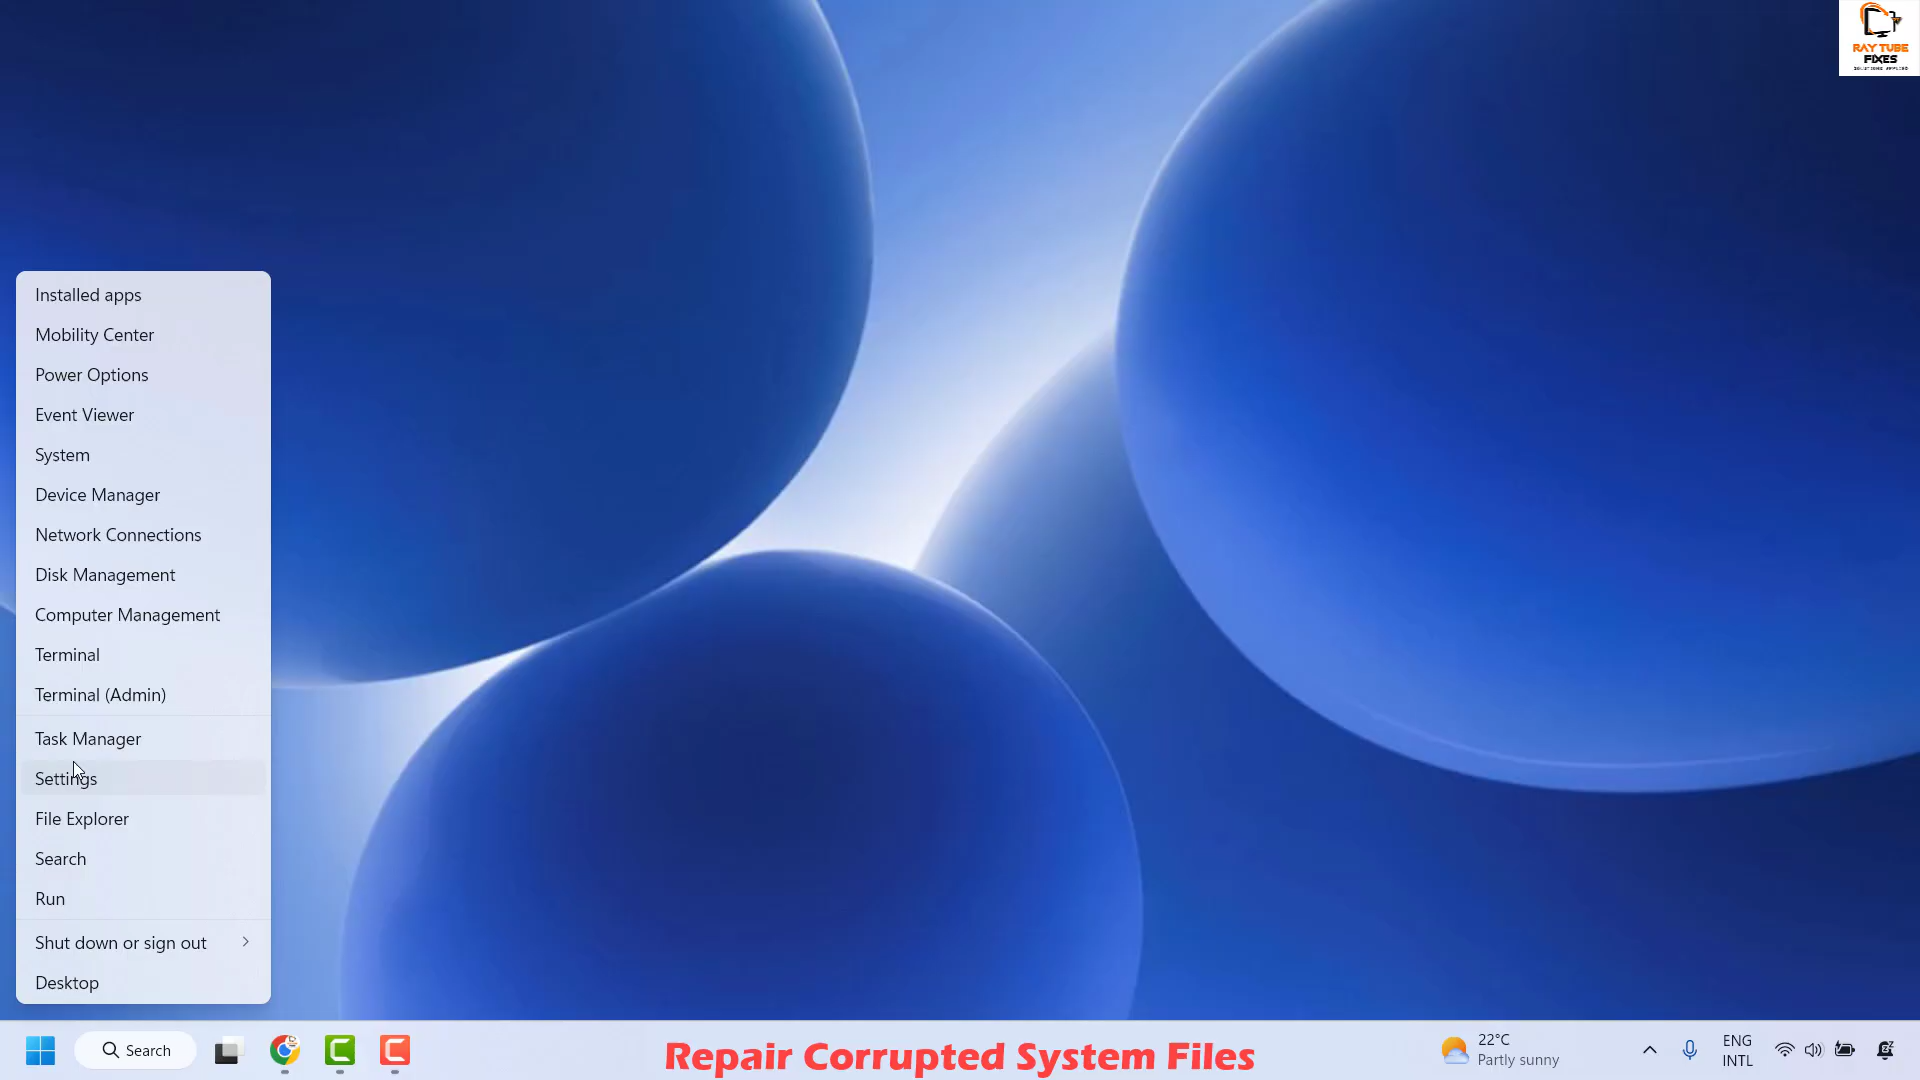 RAY TUBE
FIXES
Installed apps
Mobility Center
Power Options
Event Viewer
System
Device Manager
Network Connections
Disk Management
Computer Management
Terminal
Terminal (Admin)
Task Manager
Settings
File Explorer
Search
Run
Shut down or sign out
Desktop
Search
Repair Corrupted System Files
22°C
Partly sunny
ENG
INTL